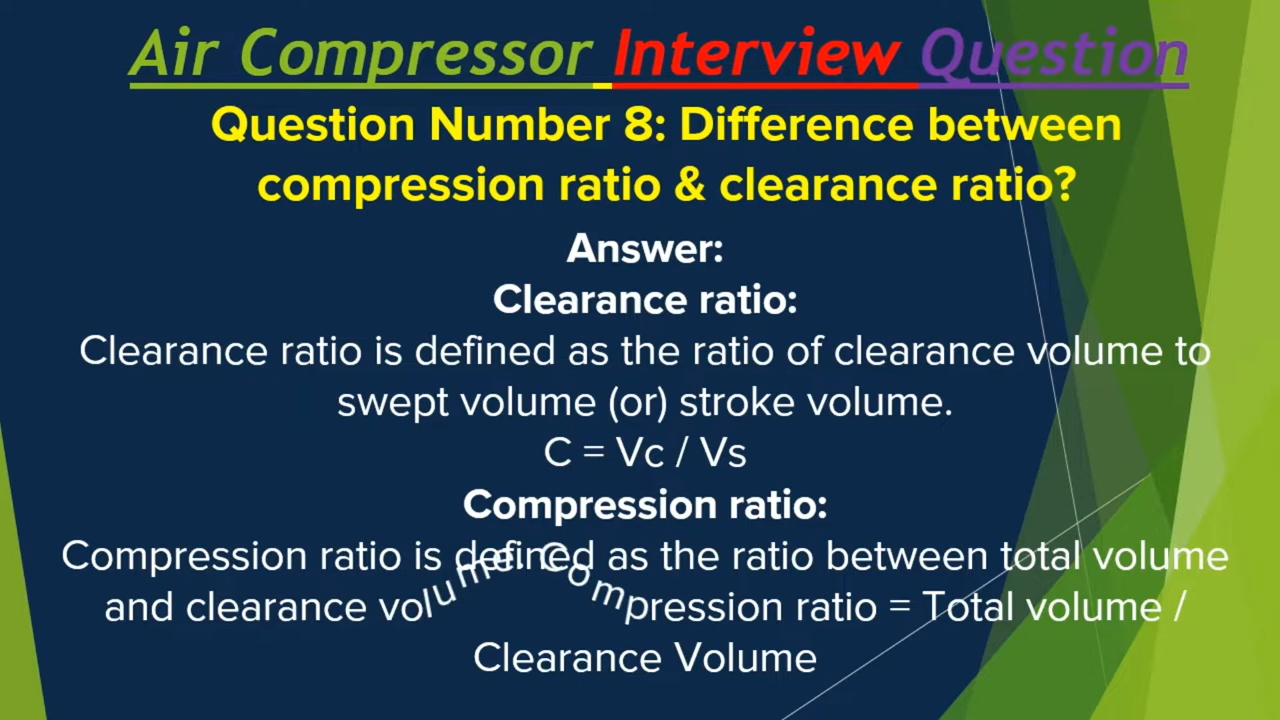 Air Compressor Interview Question
Question Number 8: Difference between
compression ratio & clearance ratio?
Answer:
Clearance ratio:
Clearance ratio is defined as the ratio of clearance volume to
swept volume (or) stroke volume.
C = Vc / Vs
Compression ratio:
Compression ratio is defined as the ratio between total volume
and clearance volume. Compression ratio = Total volume /
Clearance Volume